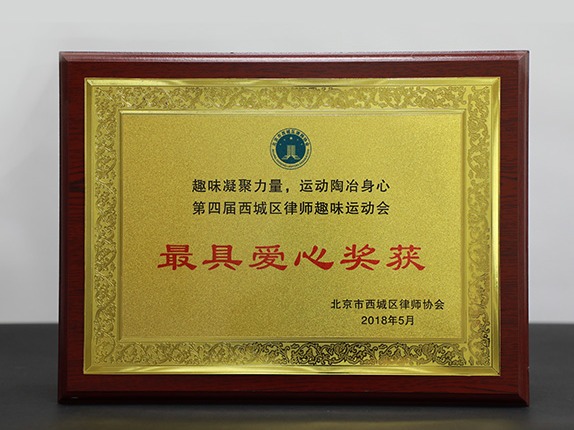 趣味凝聚力量，运动陶冶身心
第四届西城区律师趣味运动会
最具爱心奖获
北京市西城区律师协会
2018年5月